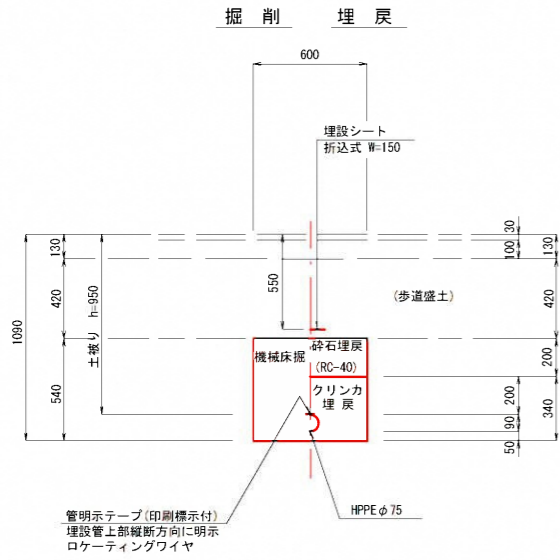 掘 削 埋 戻
600
埋設シート
折込式 W=150
30
130
100
130
550
420
土被り h=950
(歩道盛土)
420
1090
機械床掘
砕石埋戻
(RC-40)
200
540
クリンカ
埋 戻
200
340
90
50
管明示テープ(印刷標示付)
埋設管上部縦断方向に明示
ロケーティングワイヤ
HPPEφ75